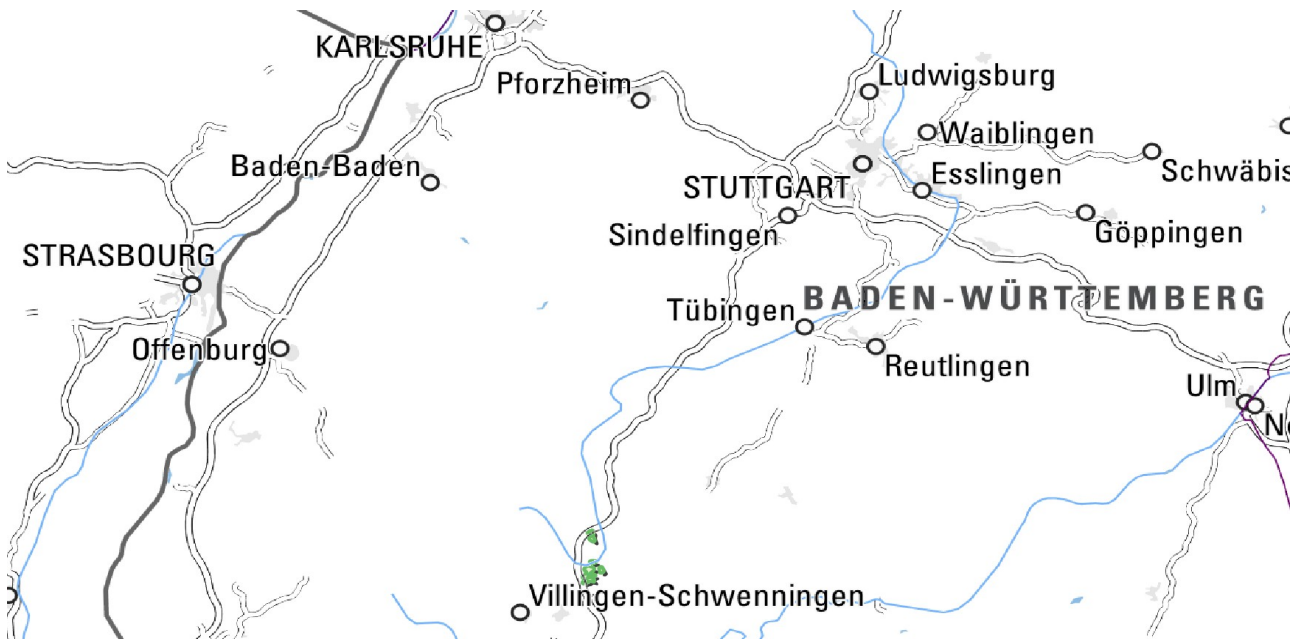 KARLSRUHE
Pforzheim
Ludwigsburg
Waiblingen
Baden-Baden
STUTTGART
Esslingen
Schwäbis
Sindelfingen
Göppingen
STRASBOURG
Tübingen
BADEN-WÜRTTEMBERG
Offenburg
Reutlingen
Ulm
Villingen-Schwenningen